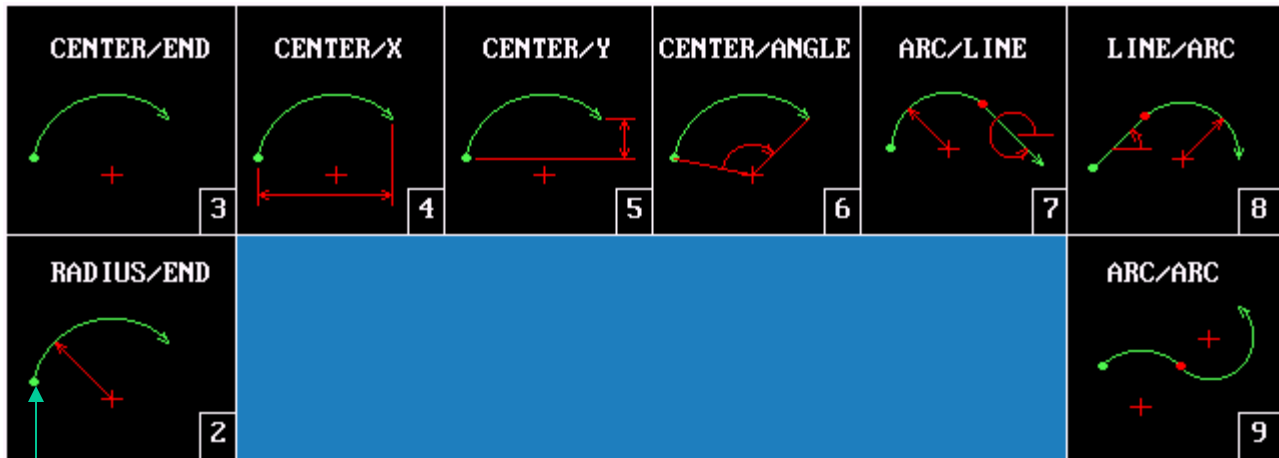 CENTER/END
3
CENTER/X
4
CENTER/Y
5
CENTER/ANGLE
6
ARC/LINE
7
LINE/ARC
8
RADIUS/END
2
ARC/ARC
9